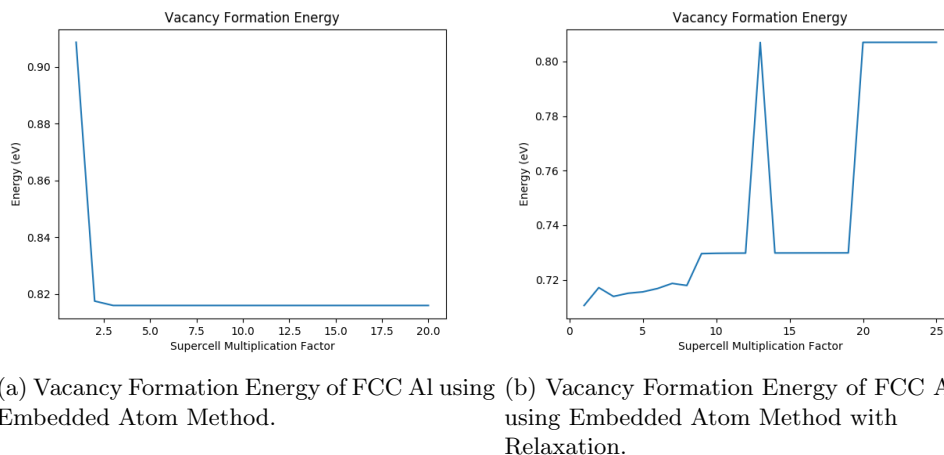 Vacancy Formation Energy
0.90
0.88
0.86
0.84
0.82
Energy (eV)
2.5 5.0 7.5 10.0 12.5 15.0 17.5 20.0
Supercell Multiplication Factor
Vacancy Formation Energy
0.80
0.78
0.76
0.74
0.72
Energy (eV)
0 5 10 15 20 25
Supercell Multiplication Factor
(a) Vacancy Formation Energy of FCC Al using
Embedded Atom Method.
(b) Vacancy Formation Energy of FCC A
using Embedded Atom Method with
Relaxation.